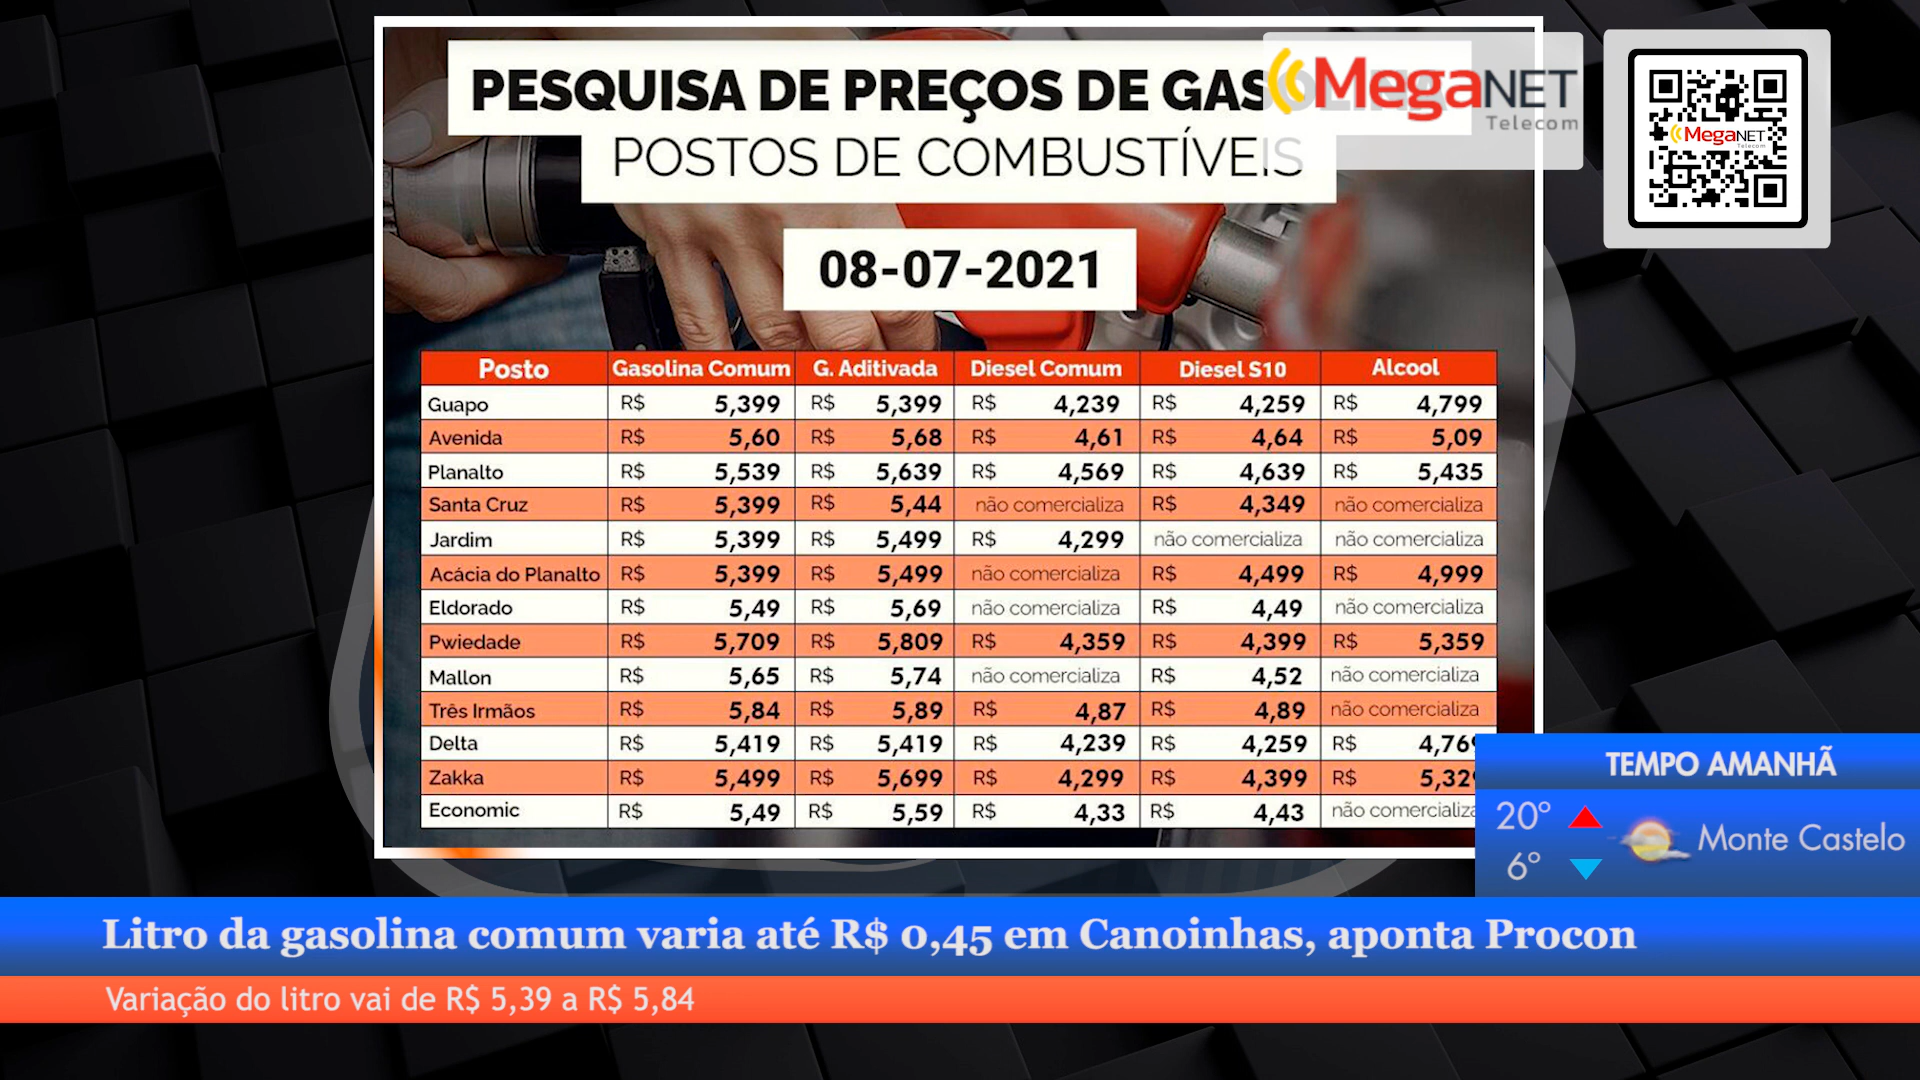 PESQUISA DE PREÇOS DE GAS
MegaNET
Telecom
POSTOS DE COMBUSTÍVEIS
MegaNET
Telecom
08-07-2021
Posto Gasolina Comum G. Aditivada Diesel Comum Diesel S10 Alcool
Guapo R$ 5,399 R$ 5,399 R$ 4,239 R$ 4,259 R$ 4,799
Avenida R$ 5,60 R$ 5,68 R$ 4,61 R$ 4,64 R$ 5,09
Planalto R$ 5,539 R$ 5,639 R$ 4,569 R$ 4,639 R$ 5,435
Santa Cruz R$ 5,399 R$ 5,44 não comercializa R$ 4,349 não comercializa
Jardim R$ 5,399 R$ 5,499 R$ 4,299 não comercializa não comercializa
Acácia do Planalto R$ 5,399 R$ 5,499 não comercializa R$ 4,499 R$ 4,999
Eldorado R$ 5,49 R$ 5,69 não comercializa R$ 4,49 não comercializa
Pwiedade R$ 5,709 R$ 5,809 R$ 4,359 R$ 4,399 R$ 5,359
Mallon R$ 5,65 R$ 5,74 não comercializa R$ 4,52 não comercializa
Três Irmãos R$ 5,84 R$ 5,89 R$ 4,87 R$ 4,89 não comercializa
Delta R$ 5,419 R$ 5,419 R$ 4,239 R$ 4,259 R$ 4,76
Zakka R$ 5,499 R$ 5,699 R$ 4,299 R$ 4,399 R$ 5,32
Economic R$ 5,49 R$ 5,59 R$ 4,33 R$ 4,43 não comercializa
TEMPO AMANHÃ
20°
6°
Monte Castelo
Litro da gasolina comum varia até R$ 0,45 em Canoinhas, aponta Procon
Variação do litro vai de R$ 5,39 a R$ 5,84